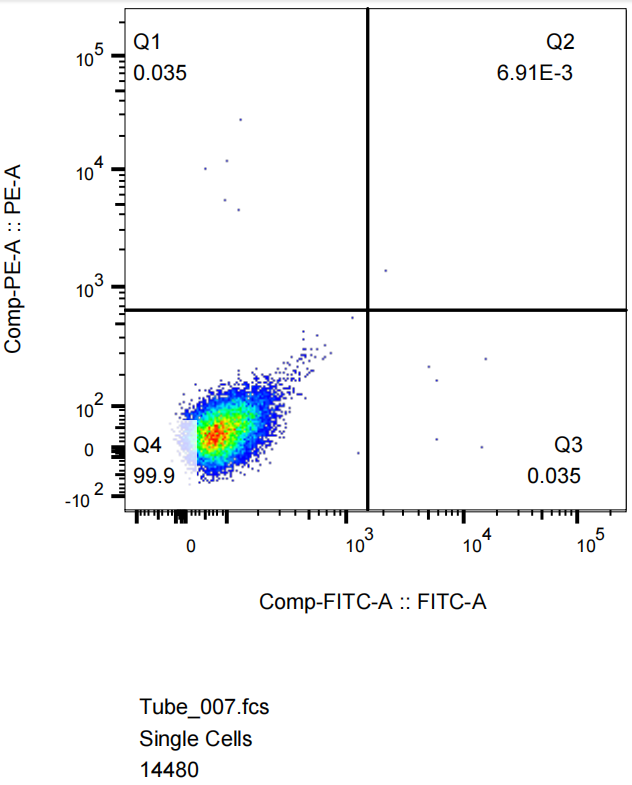 Q1
0.035
Q2
6.91E-3
Q4
99.9
Q3
0.035
10^5
10^4
10^3
10^2
0
-10^2
Comp-PE-A :: PE-A
0
10^3
10^4
10^5
Comp-FITC-A :: FITC-A
Tube_007.fcs
Single Cells
14480